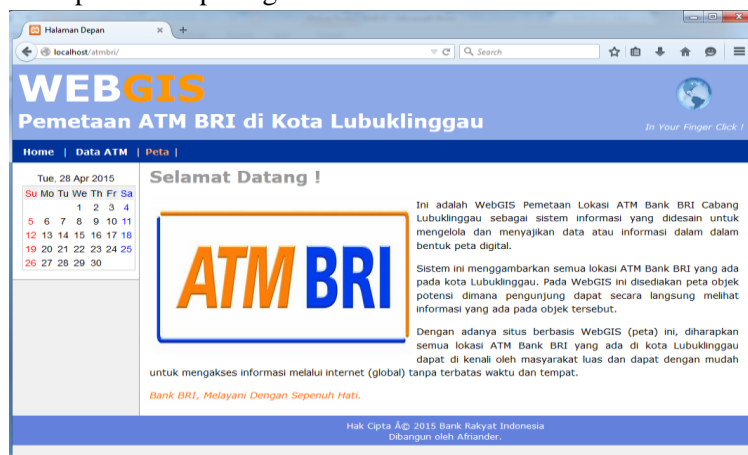 Halaman Depan
localhost/atmbri/
Search
WEBGIS
Pemetaan ATM BRI di Kota Lubuklinggau
In Your Finger Click !
Home | Data ATM | Peta |
Tue, 28 Apr 2015
Su Mo Tu We Th Fr Sa
1 2 3 4
5 6 7 8 9 10 11
12 13 14 15 16 17 18
19 20 21 22 23 24 25
26 27 28 29 30
Selamat Datang !
ATM BRI
Ini adalah WebGIS Pemetaan Lokasi ATM Bank BRI Cabang
Lubuklinggau sebagai sistem informasi yang didesain untuk
mengelola dan menyajikan data atau informasi dalam dalam
bentuk peta digital.
Sistem ini menggambarkan semua lokasi ATM Bank BRI yang ada
pada kota Lubuklinggau. Pada WebGIS ini disediakan peta objek
potensi dimana pengunjung dapat secara langsung melihat
informasi yang ada pada objek tersebut.
Dengan adanya situs berbasis WebGIS (peta) ini, diharapkan
semua lokasi ATM Bank BRI yang ada di kota Lubuklinggau
dapat di kenali oleh masyarakat luas dan dapat dengan mudah
untuk mengakses informasi melalui internet (global) tanpa terbatas waktu dan tempat.
Bank BRI, Melayani Dengan Sepenuh Hati.
Hak Cipta Â© 2015 Bank Rakyat Indonesia
Dibangun oleh Afriander.